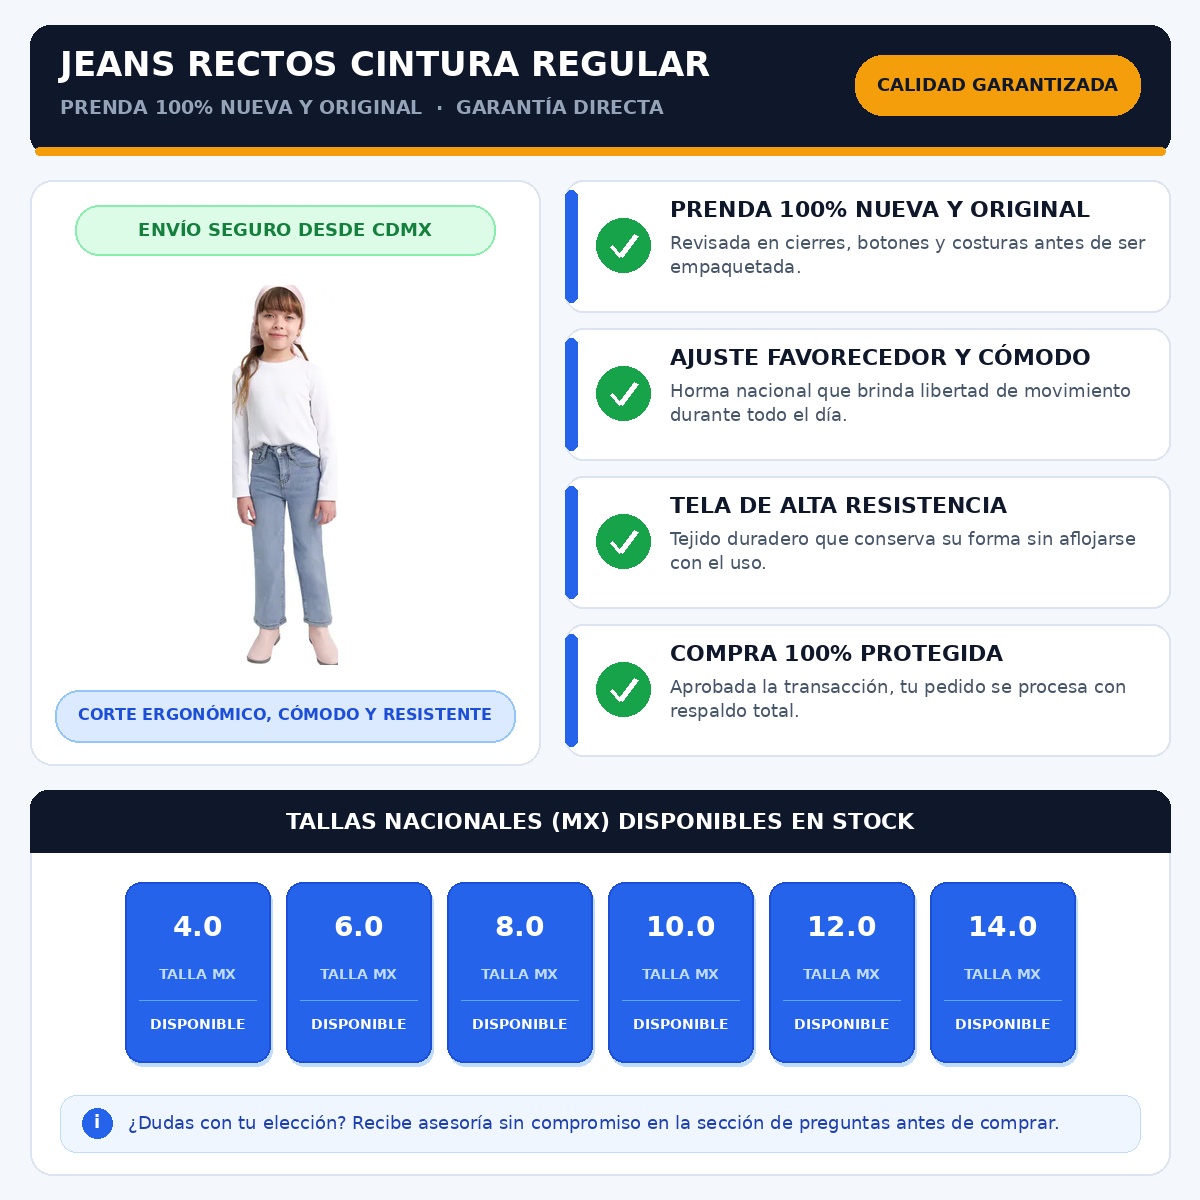 JEANS RECTOS CINTURA REGULAR
PRENDA 100% NUEVA Y ORIGINAL · GARANTÍA DIRECTA
CALIDAD GARANTIZADA
ENVÍO SEGURO DESDE CDMX
CORTE ERGONÓMICO, CÓMODO Y RESISTENTE
PRENDA 100% NUEVA Y ORIGINAL
Revisada en cierres, botones y costuras antes de ser
empaquetada.
AJUSTE FAVORECEDOR Y CÓMODO
Horma nacional que brinda libertad de movimiento
durante todo el día.
TELA DE ALTA RESISTENCIA
Tejido duradero que conserva su forma sin aflojarse
con el uso.
COMPRA 100% PROTEGIDA
Aprobada la transacción, tu pedido se procesa con
respaldo total.
TALLAS NACIONALES (MX) DISPONIBLES EN STOCK
4.0
TALLA MX
DISPONIBLE
6.0
TALLA MX
DISPONIBLE
8.0
TALLA MX
DISPONIBLE
10.0
TALLA MX
DISPONIBLE
12.0
TALLA MX
DISPONIBLE
14.0
TALLA MX
DISPONIBLE
i ¿Dudas con tu elección? Recibe asesoría sin compromiso en la sección de preguntas antes de comprar.